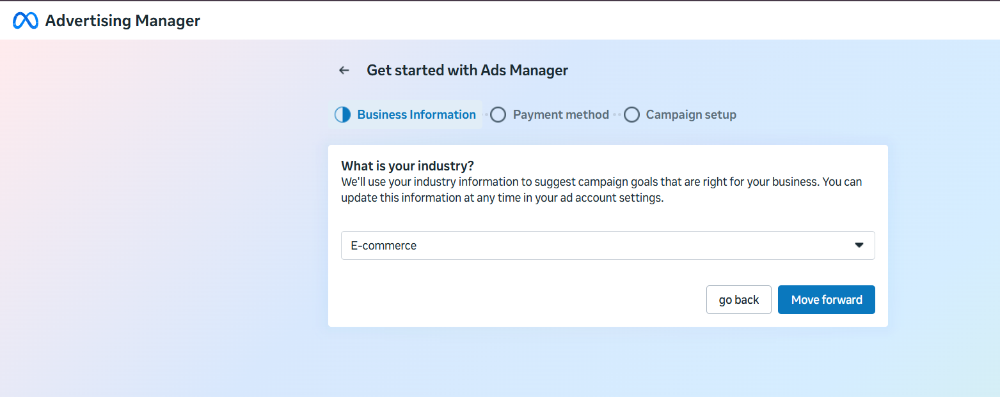 Advertising Manager
Get started with Ads Manager
Business Information
Payment method
Campaign setup
What is your industry?
We'll use your industry information to suggest campaign goals that are right for your business. You can
update this information at any time in your ad account settings.
E-commerce
go back
Move forward